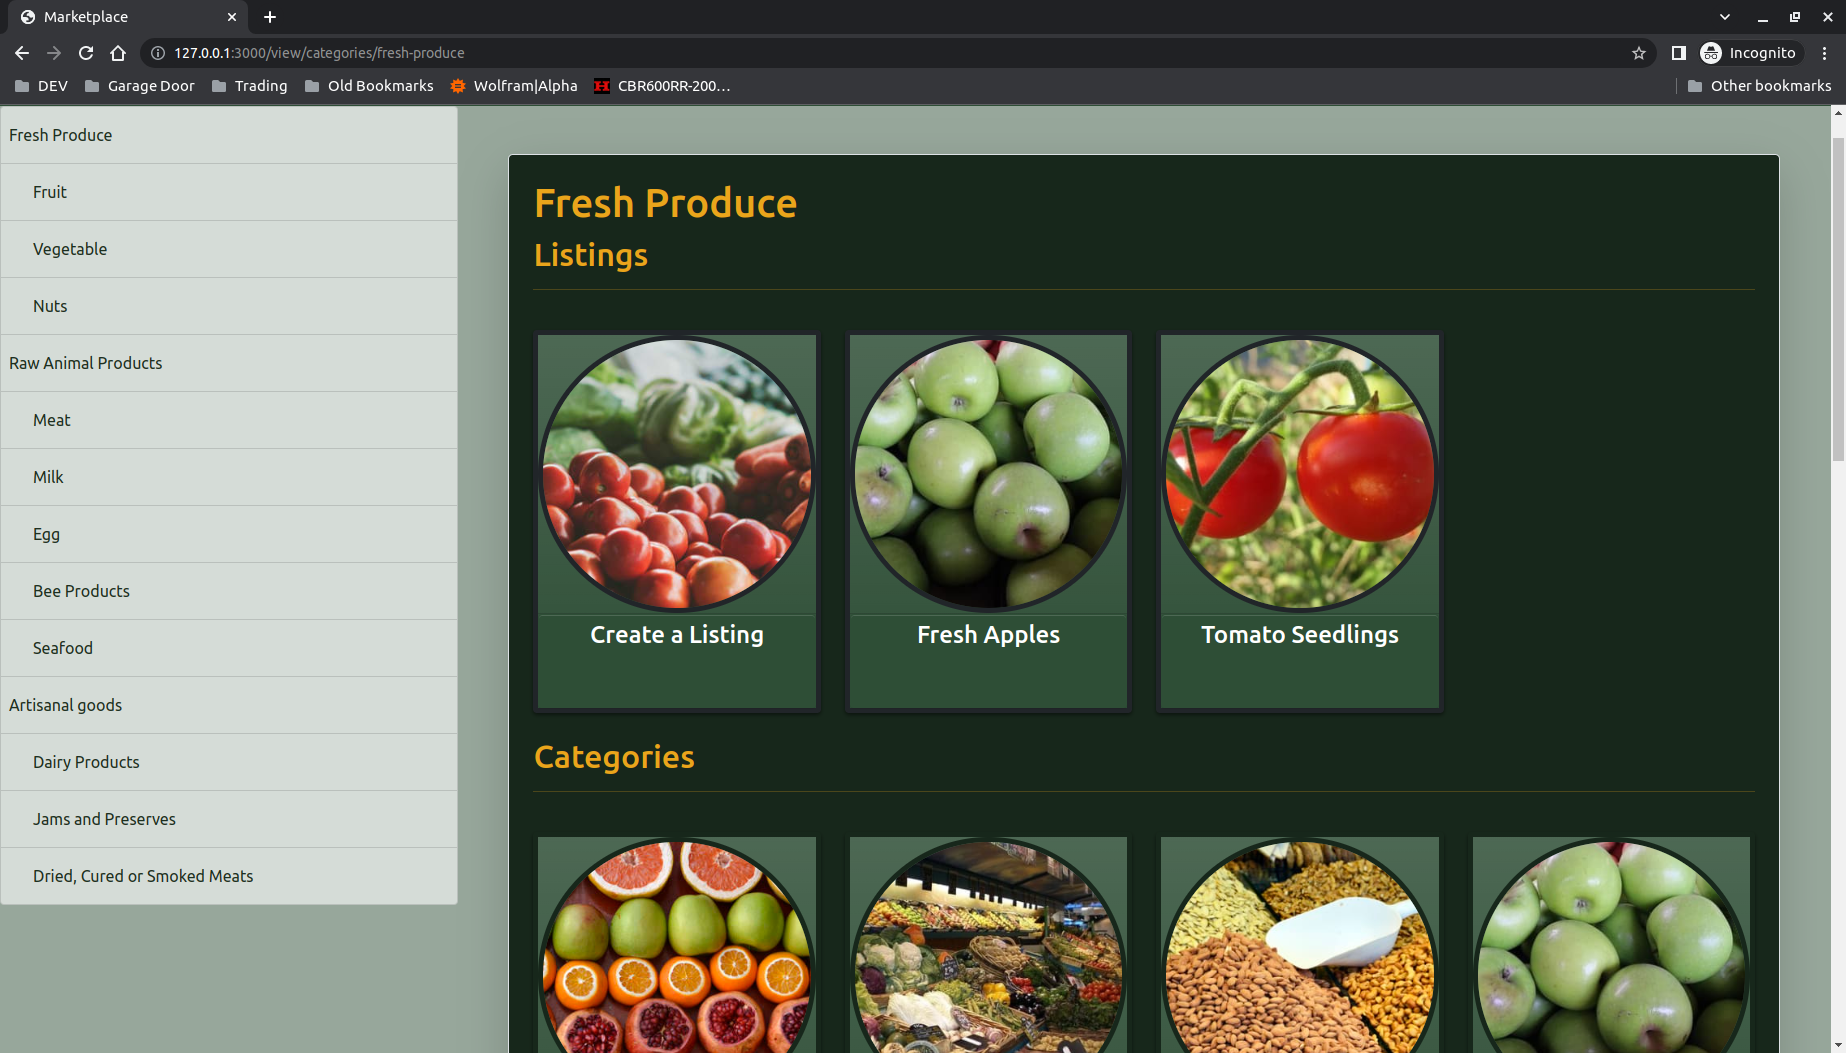 Marketplace
127.0.0.1:3000/view/categories/fresh-produce
Incognito
DEV
Garage Door
Trading
Old Bookmarks
Wolfram|Alpha
CBR600RR-200...
Other bookmarks
Fresh Produce
Fruit
Vegetable
Nuts
Raw Animal Products
Meat
Milk
Egg
Bee Products
Seafood
Artisanal goods
Dairy Products
Jams and Preserves
Dried, Cured or Smoked Meats
Fresh Produce
Listings
Create a Listing
Fresh Apples
Tomato Seedlings
Categories